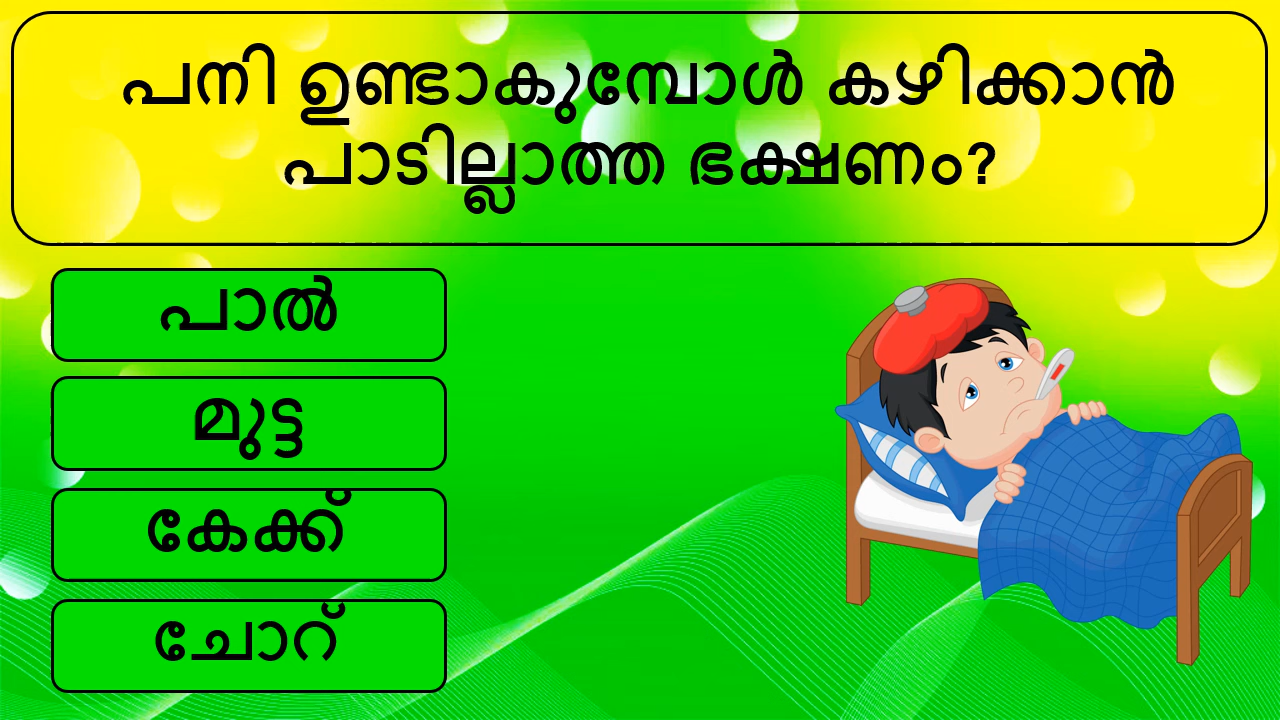 പനി ഉണ്ടാകുമ്പോൾ കഴിക്കാൻ
പാടില്ലാത്ത ഭക്ഷണം?
പാൽ
മുട്ട
കേക്ക്
ചോറ്